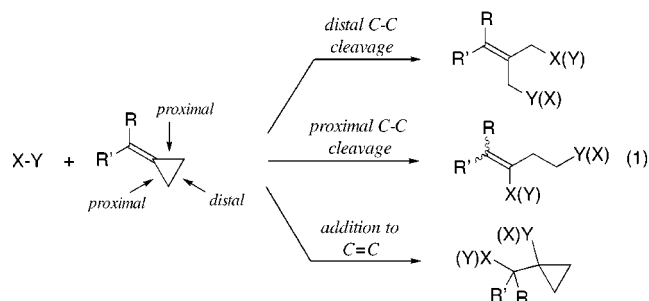 distal C-C
cleavage
R
R'
X(Y)
Y(X)
X-Y + R
R'
proximal
proximal
distal
proximal C-C
cleavage
R
R'
Y(X)
X(Y)
(1)
addition to
C=C
(X)Y
(Y)X
R' R